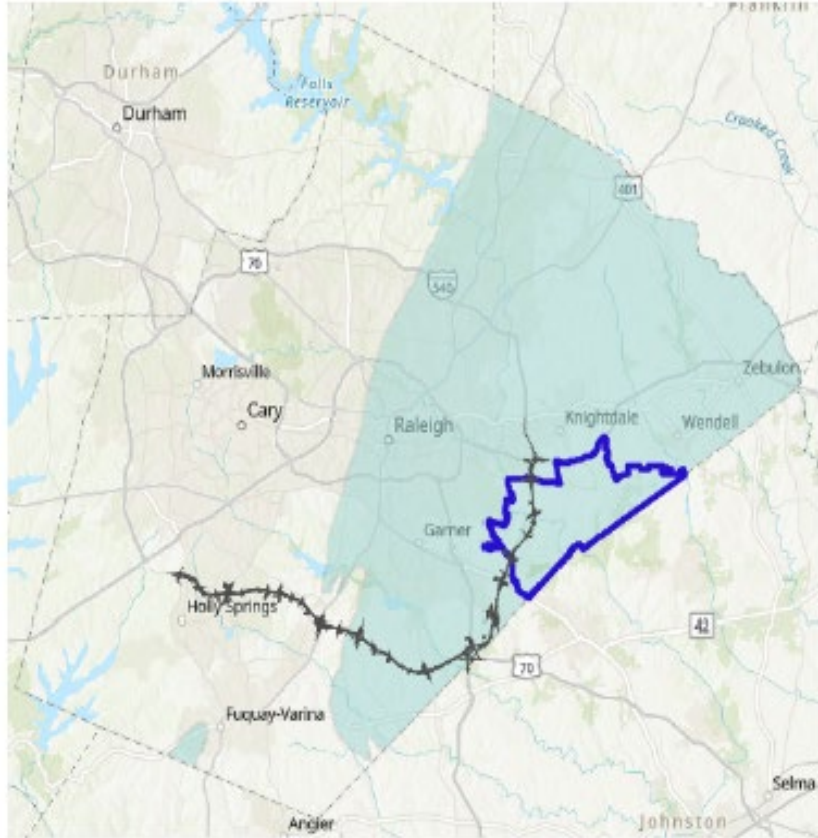 Franklin
Durham
Falls
Reservoir
Durham
Crooked Creek
401
70
540
Morrisville
Zebulon
Cary
Raleigh
Knightdale
Wendell
Garner
Holly Springs
42
70
Fuquay-Varina
Selma
Angier
Johnston